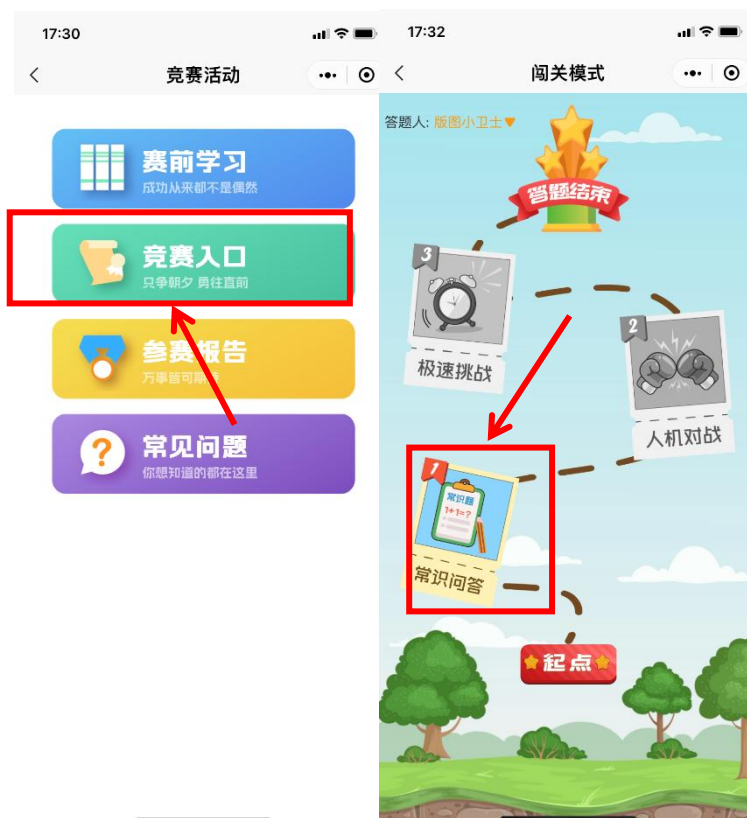 17:30
竞赛活动
赛前学习
成功从来都不是偶然
竞赛入口
只争朝夕 勇往直前
参赛报告
万事皆可期
常见问题
你想知道的都在这里
17:32
闯关模式
答题人: 版图小卫士
答题结束
3
极速挑战
2
人机对战
1
常识题
1+1=?
常识问答
起点